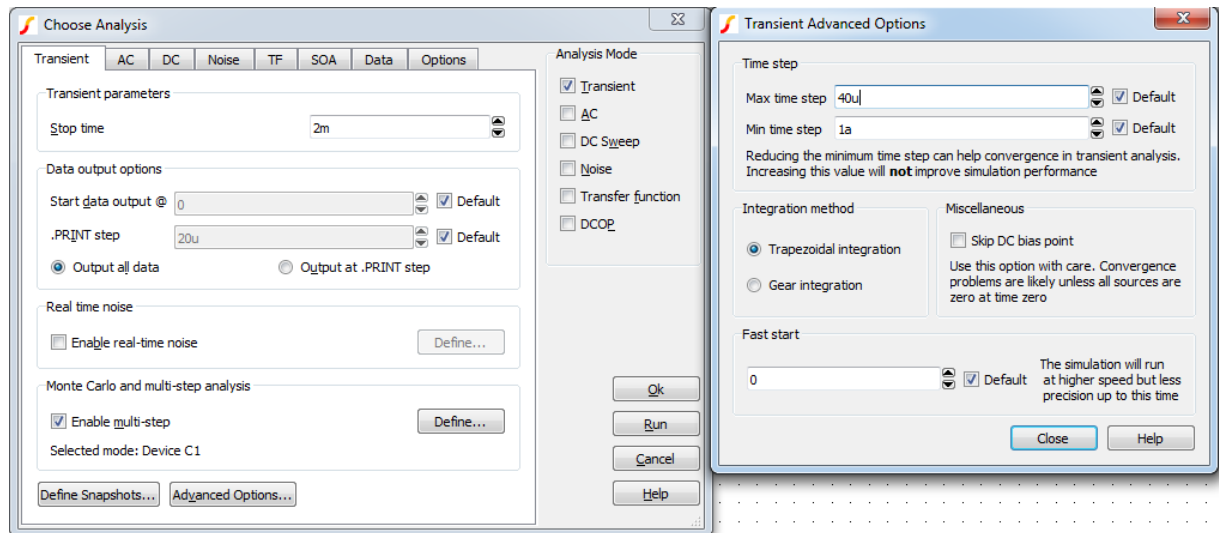 Choose Analysis
Transient AC DC Noise TF SOA Data Options
Transient parameters
Stop time 2m
Data output options
Start data output @ 0 Default
.PRINT step 20u Default
Output all data Output at .PRINT step
Real time noise
Enable real-time noise Define...
Monte Carlo and multi-step analysis
Enable multi-step Define...
Selected mode: Device C1
Define Snapshots... Advanced Options...
Analysis Mode
Transient
AC
DC Sweep
Noise
Transfer function
DCOP
Ok
Run
Cancel
Help
Transient Advanced Options
Time step
Max time step 40u Default
Min time step 1a Default
Reducing the minimum time step can help convergence in transient analysis.
Increasing this value will not improve simulation performance
Integration method
Trapezoidal integration
Gear integration
Miscellaneous
Skip DC bias point
Use this option with care. Convergence
problems are likely unless all sources are
zero at time zero
Fast start
0 Default
The simulation will run
at higher speed but less
precision up to this time
Close Help